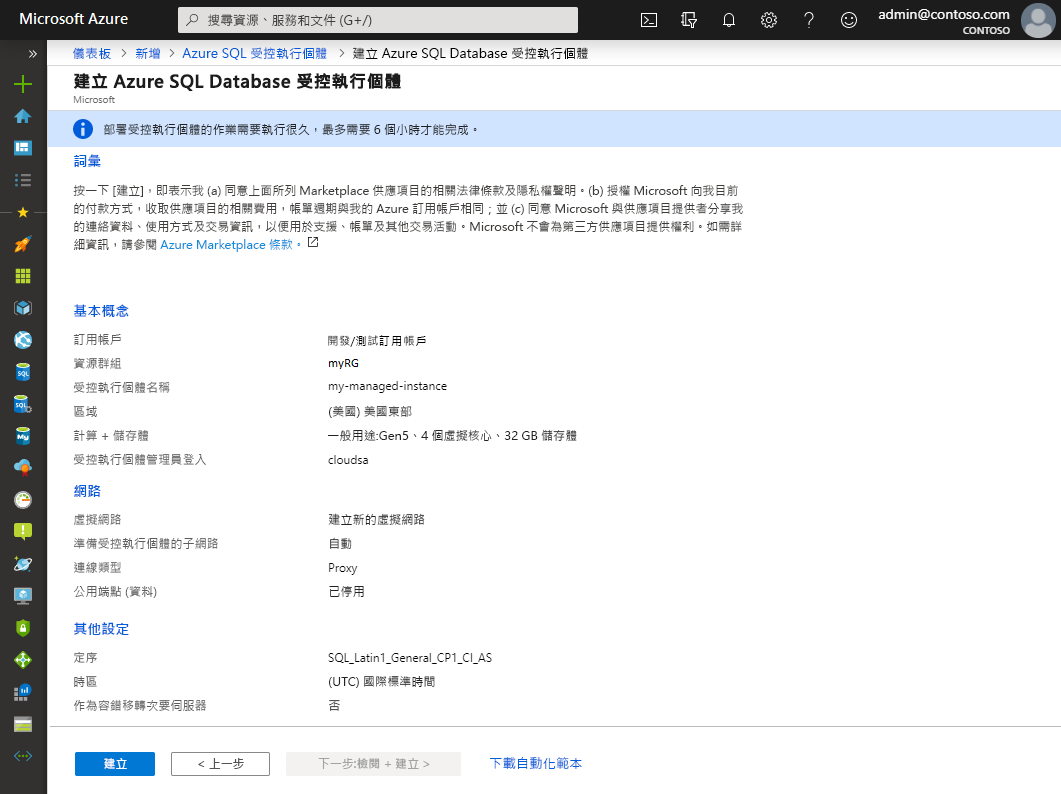 Microsoft Azure
搜尋資源、服務和文件 (G+/)
admin@contoso.com
CONTOSO
儀表板 > 新增 > Azure SQL 受控執行個體 > 建立 Azure SQL Database 受控執行個體
建立 Azure SQL Database 受控執行個體
Microsoft
部署受控執行個體的作業需要執行很久，最多需要 6 個小時才能完成。
詞彙
按一下 [建立]，即表示我 (a) 同意上面所列 Marketplace 供應項目的相關法律條款及隱私權聲明。(b) 授權 Microsoft 向我目前
的付款方式，收取供應項目的相關費用，帳單週期與我的 Azure 訂用帳戶相同；並 (c) 同意 Microsoft 與供應項目提供者分享我
的連絡資料、使用方式及交易資訊，以便用於支援、帳單及其他交易活動。Microsoft 不會為第三方供應項目提供權利。如需詳
細資訊，請參閱 Azure Marketplace 條款。
基本概念
訂用帳戶 開發/測試訂用帳戶
資源群組 myRG
受控執行個體名稱 my-managed-instance
區域 (美國) 美國東部
計算 + 儲存體 一般用途:Gen5、4 個虛擬核心、32 GB 儲存體
受控執行個體管理員登入 cloudsa
網路
虛擬網路 建立新的虛擬網路
準備受控執行個體的子網路 自動
連線類型 Proxy
公用端點 (資料) 已停用
其他設定
定序 SQL_Latin1_General_CP1_CI_AS
時區 (UTC) 國際標準時間
作為容錯移轉次要伺服器 否
建立 < 上一步 下一步:檢閱 + 建立 > 下載自動化範本